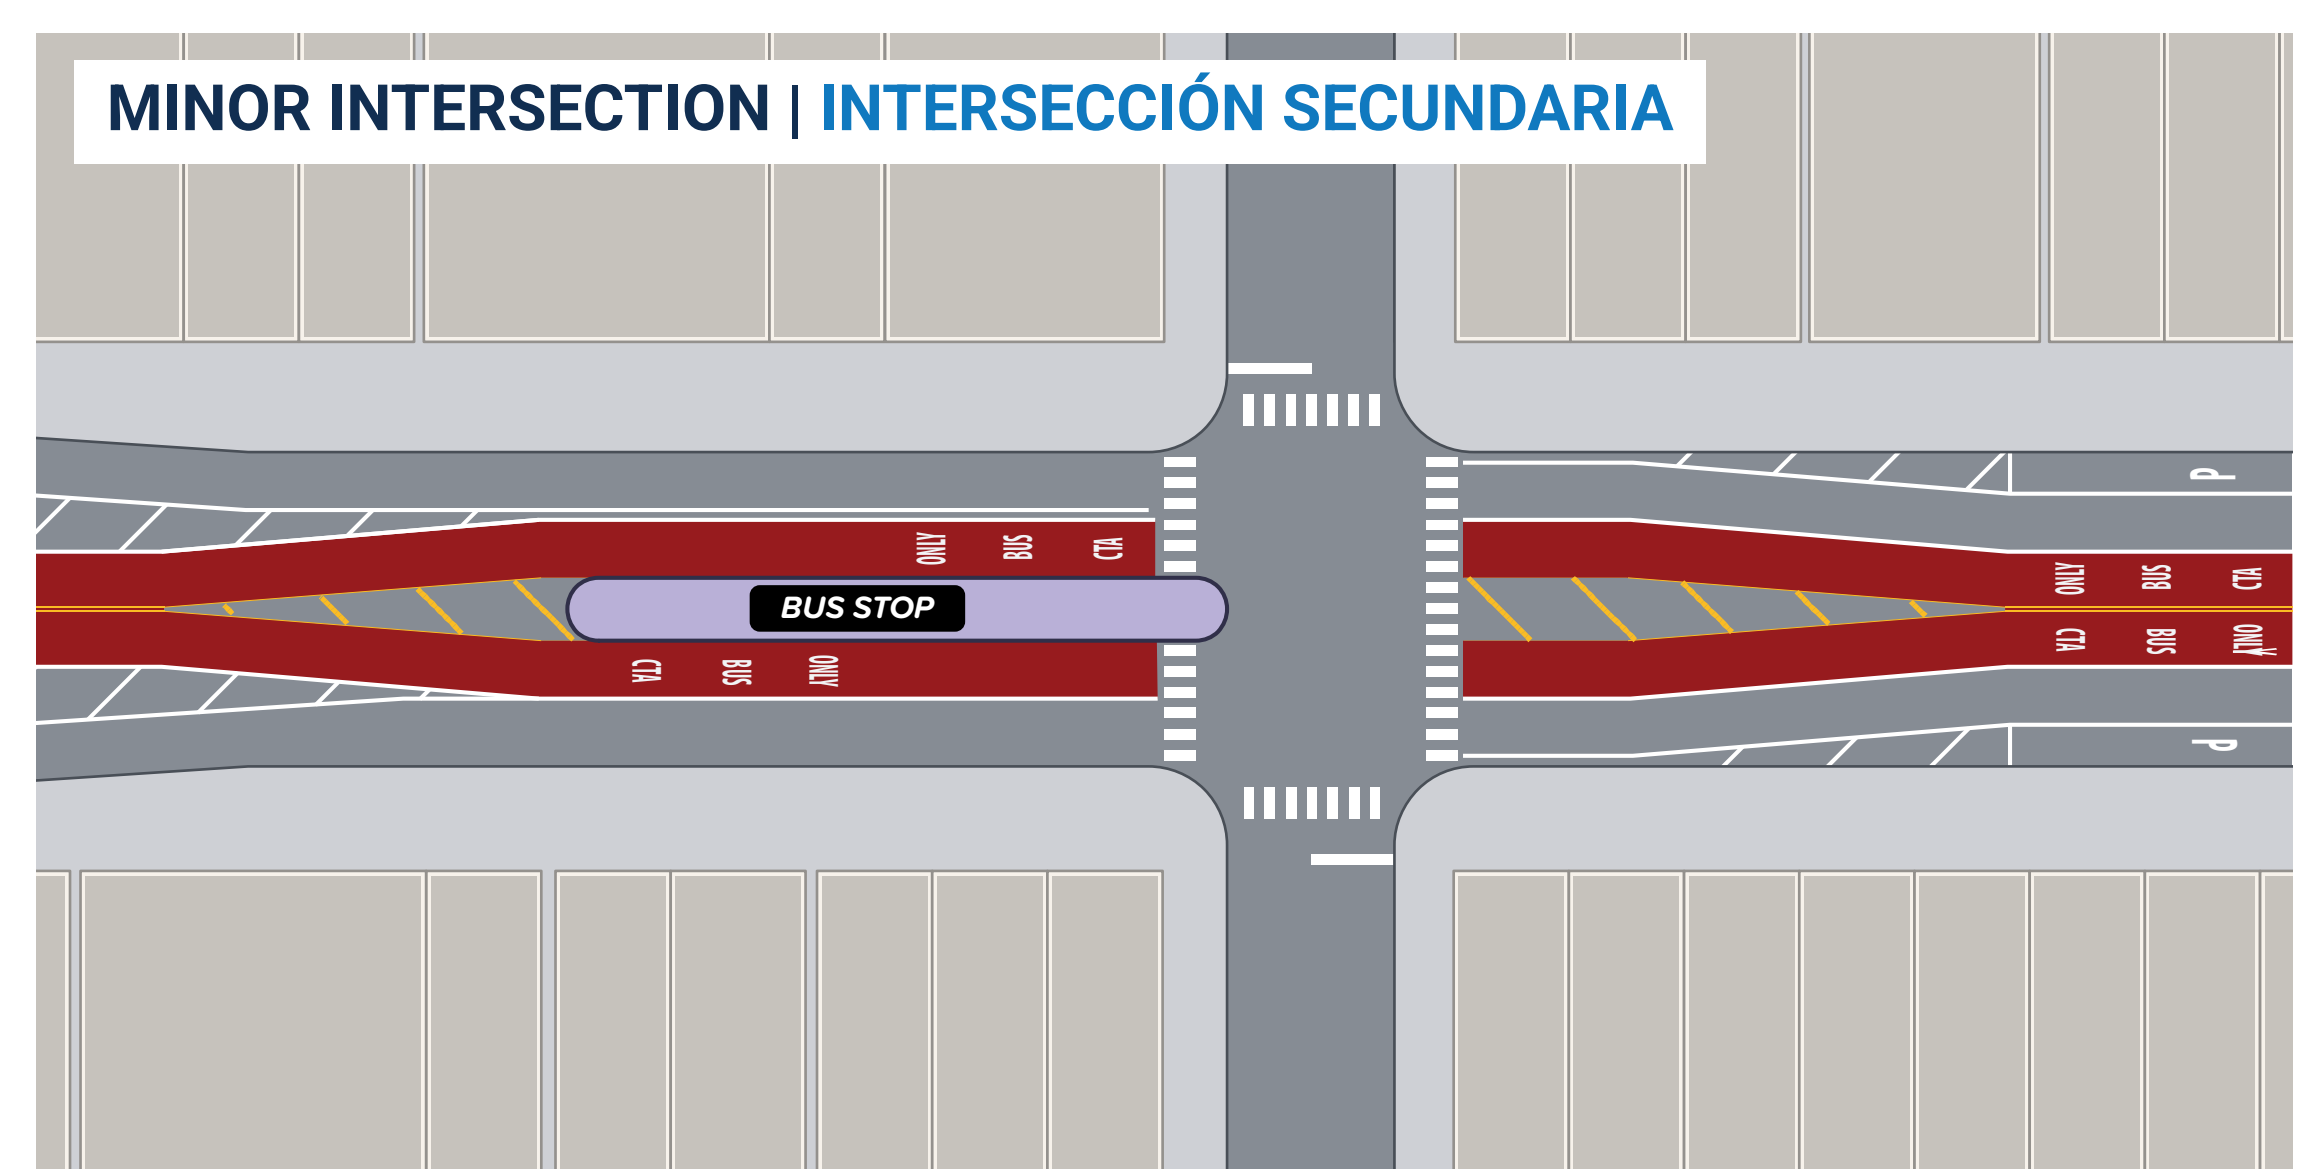 MINOR INTERSECTION | INTERSECCIÓN SECUNDARIA
P
ONLY BUS CTA
ONLY BUS CTA
BUS STOP
CTA BUS ONLY
CTA BUS ONLY
P